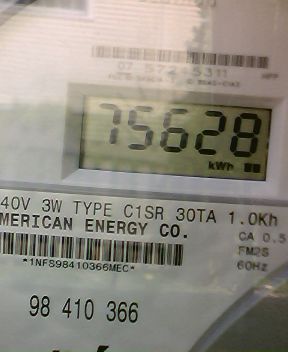 75628
kWh
40V 3W TYPE C1SR 30TA 1.0Kh
MERICAN ENERGY CO.
CA 0.5
FM2S
*1NFS98410366MEC*
60Hz
98 410 366